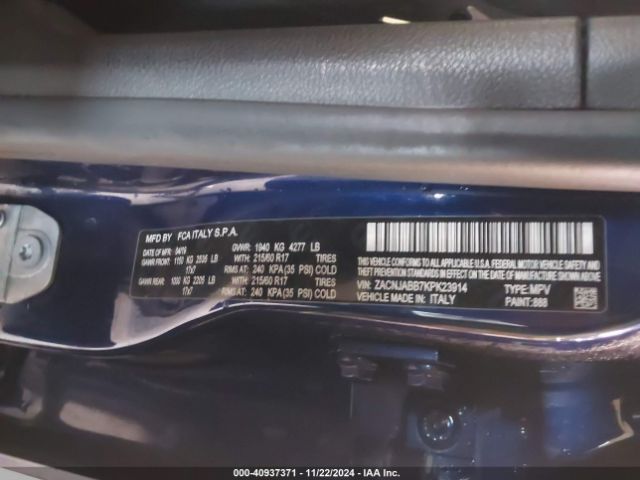 MFD BY FCA ITALY S.P.A.
MFD DATE: 04/19 GVWR: 1940 KG 4277 LB
GAWR FRONT: 1150 KG 2535 LB WITH: 215/60 R17 TIRES
17x7 RIMS AT: 240 KPA(35 PSI) COLD
GAWR REAR: 1000 KG 2205 LB WITH: 215/60 R17 TIRES
17x7 RIMS AT: 240 KPA(35 PSI) COLD
THIS VEHICLE CONFORMS TO ALL APPLICABLE U.S.A. FEDERAL MOTOR VEHICLE SAFETY,
BUMPER, AND THEFT PREVENTION STANDARDS IN EFFECT ON THE DATE OF MANUFACTURE SHOWN ABOVE.
VIN: ZACNJABB7KPK23914 TYPE: MPV
VEHICLE MADE IN: ITALY PAINT: 888
000-40937371 - 11/22/2024 - IAA Inc.